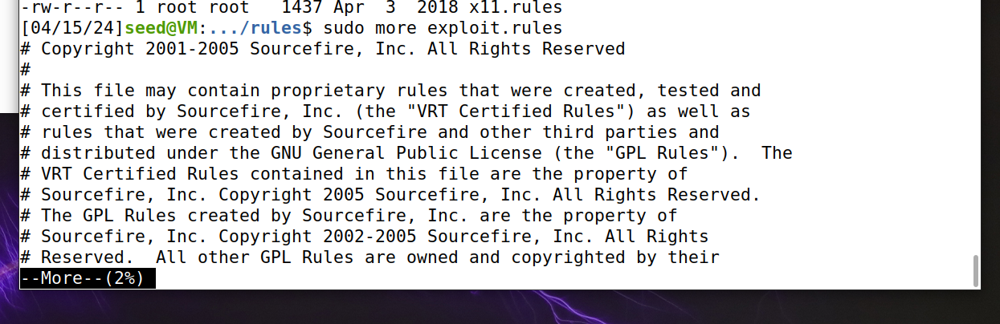 -rw-r--r-- 1 root root   1437 Apr  3  2018 x11.rules
[04/15/24]seed@VM:.../rules$ sudo more exploit.rules
# Copyright 2001-2005 Sourcefire, Inc. All Rights Reserved
#
# This file may contain proprietary rules that were created, tested and
# certified by Sourcefire, Inc. (the "VRT Certified Rules") as well as
# rules that were created by Sourcefire and other third parties and
# distributed under the GNU General Public License (the "GPL Rules").  The
# VRT Certified Rules contained in this file are the property of
# Sourcefire, Inc. Copyright 2005 Sourcefire, Inc. All Rights Reserved.
# The GPL Rules created by Sourcefire, Inc. are the property of
# Sourcefire, Inc. Copyright 2002-2005 Sourcefire, Inc. All Rights
# Reserved.  All other GPL Rules are owned and copyrighted by their
--More--(2%)